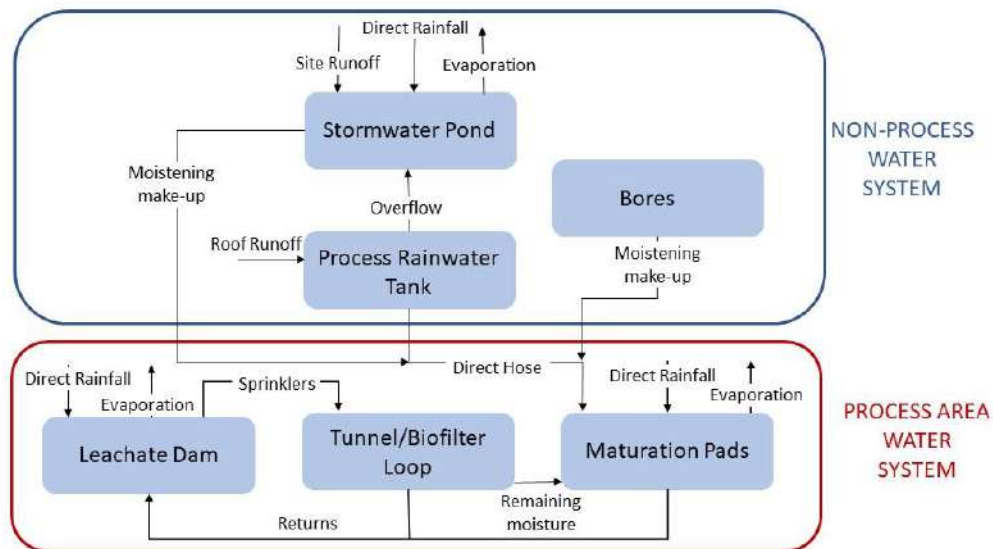 Direct Rainfall
Site Runoff
Evaporation
Stormwater Pond
NON-PROCESS
WATER
SYSTEM
Moistening
make-up
Overflow
Bores
Roof Runoff
Process Rainwater
Tank
Moistening
make-up
Direct Rainfall
Evaporation
Sprinklers
Direct Hose
Direct Rainfall
Evaporation
Leachate Dam
Tunnel/Biofilter
Loop
Maturation Pads
PROCESS AREA
WATER
SYSTEM
Remaining
moisture
Returns